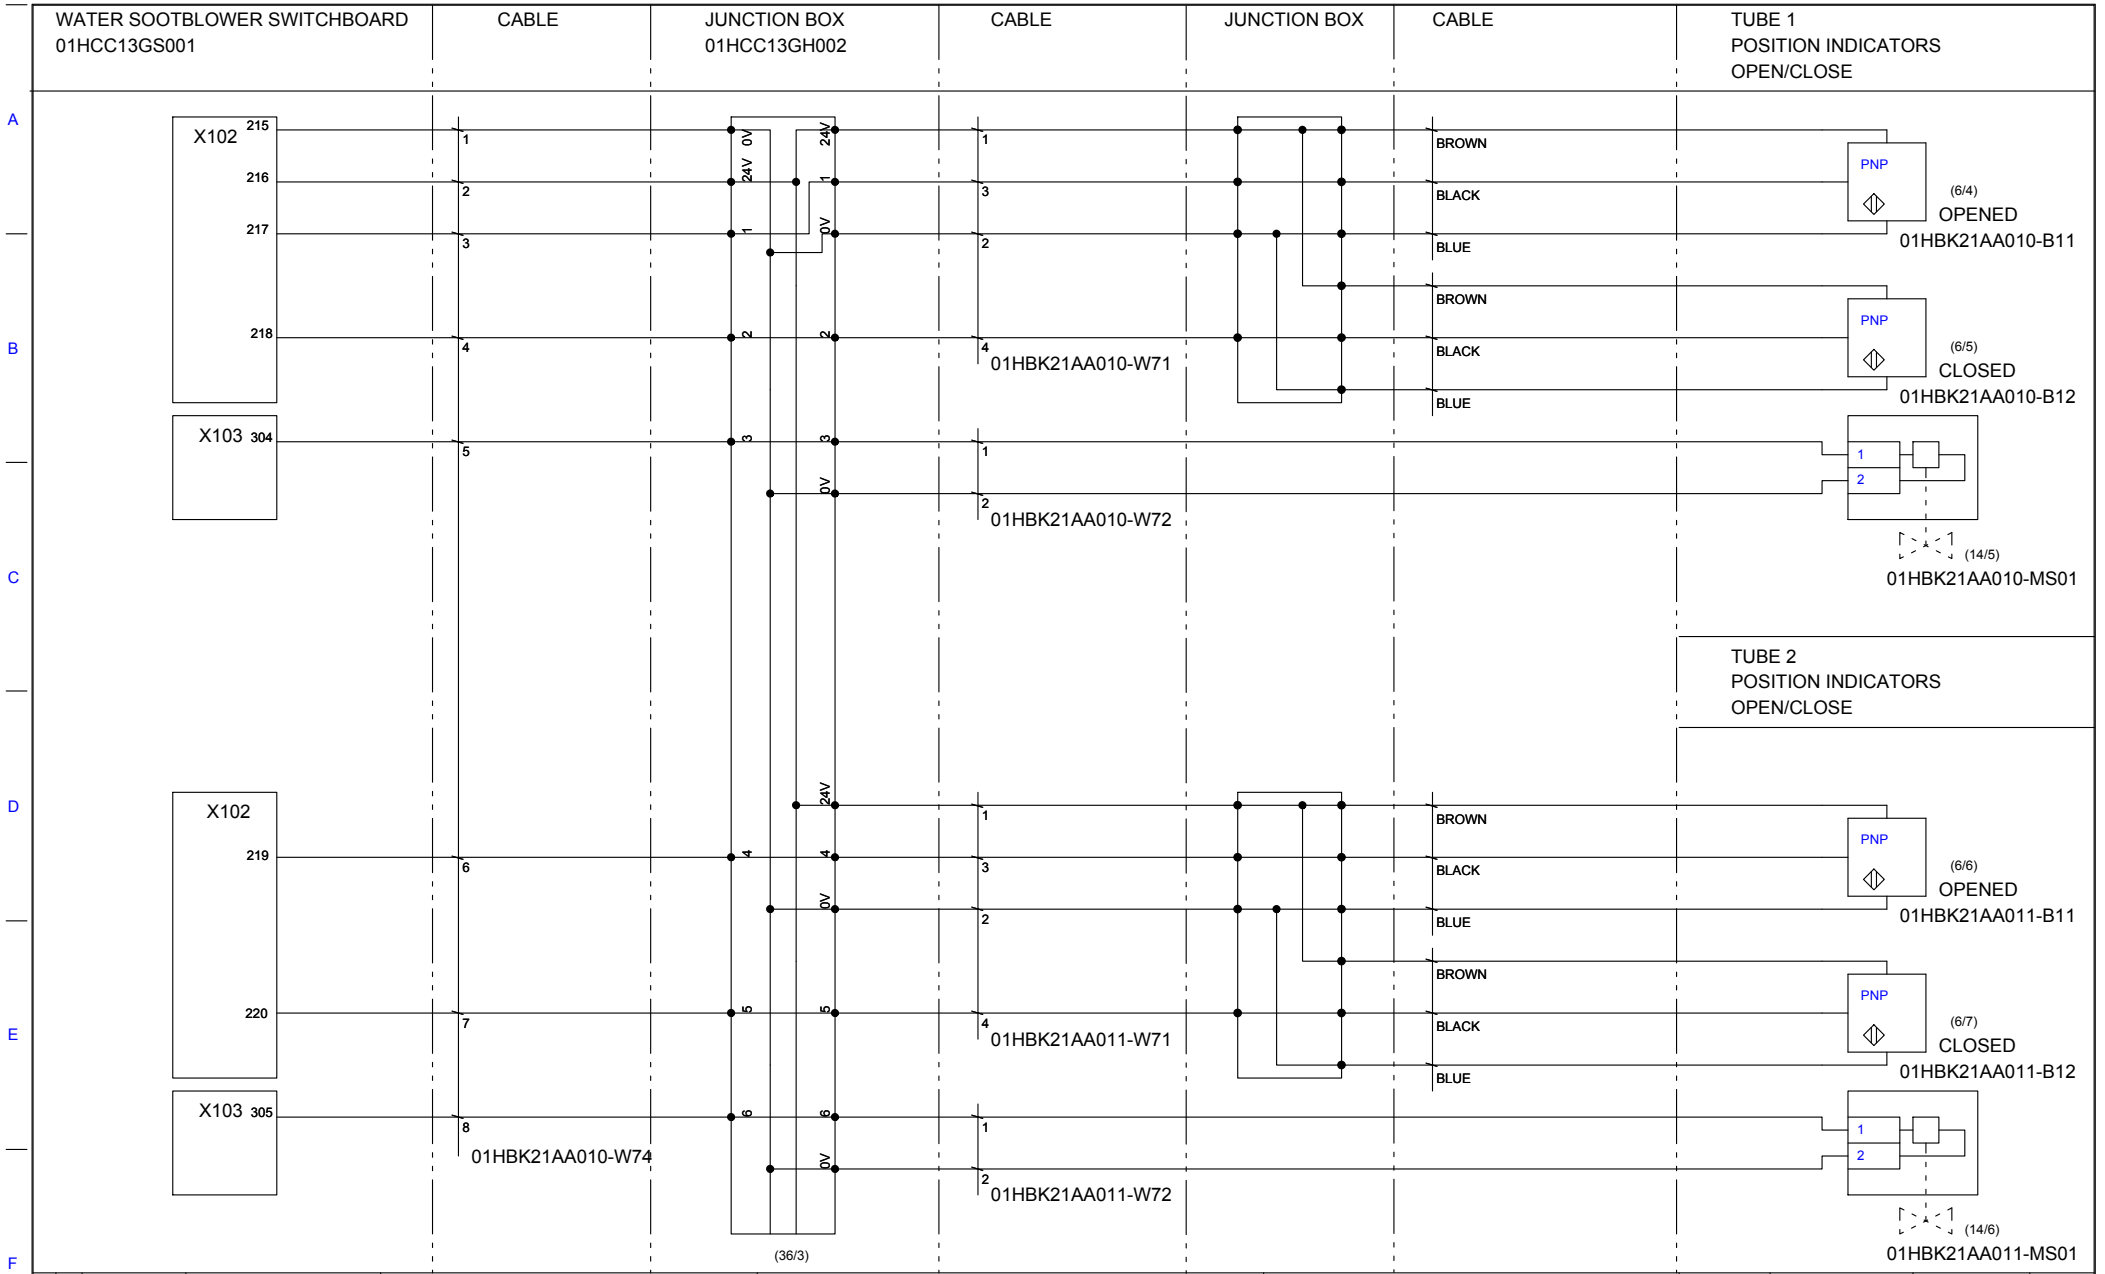 WATER SOOTBLOWER SWITCHBOARD
01HCC13GS001
CABLE
JUNCTION BOX
01HCC13GH002
CABLE
JUNCTION BOX
CABLE
TUBE 1
POSITION INDICATORS
OPEN/CLOSE
A
X102
215
1
0V
24V
1
BROWN
PNP
216
2
24V
1
3
BLACK
(6/4)
OPENED
217
3
1
0V
2
BLUE
01HBK21AA010-B11
BROWN
PNP
B
218
4
2
2
4
01HBK21AA010-W71
BLACK
(6/5)
CLOSED
BLUE
01HBK21AA010-B12
X103
304
5
3
3
1
1
2
0V
2
01HBK21AA010-W72
C
(14/5)
01HBK21AA010-MS01
TUBE 2
POSITION INDICATORS
OPEN/CLOSE
D
X102
24V
1
BROWN
PNP
219
6
4
4
3
BLACK
(6/6)
OPENED
0V
2
BLUE
01HBK21AA011-B11
BROWN
PNP
E
220
7
5
5
4
01HBK21AA011-W71
BLACK
(6/7)
CLOSED
BLUE
01HBK21AA011-B12
X103
305
8
6
6
1
1
2
01HBK21AA010-W74
0V
2
01HBK21AA011-W72
(14/6)
01HBK21AA011-MS01
(36/3)
F